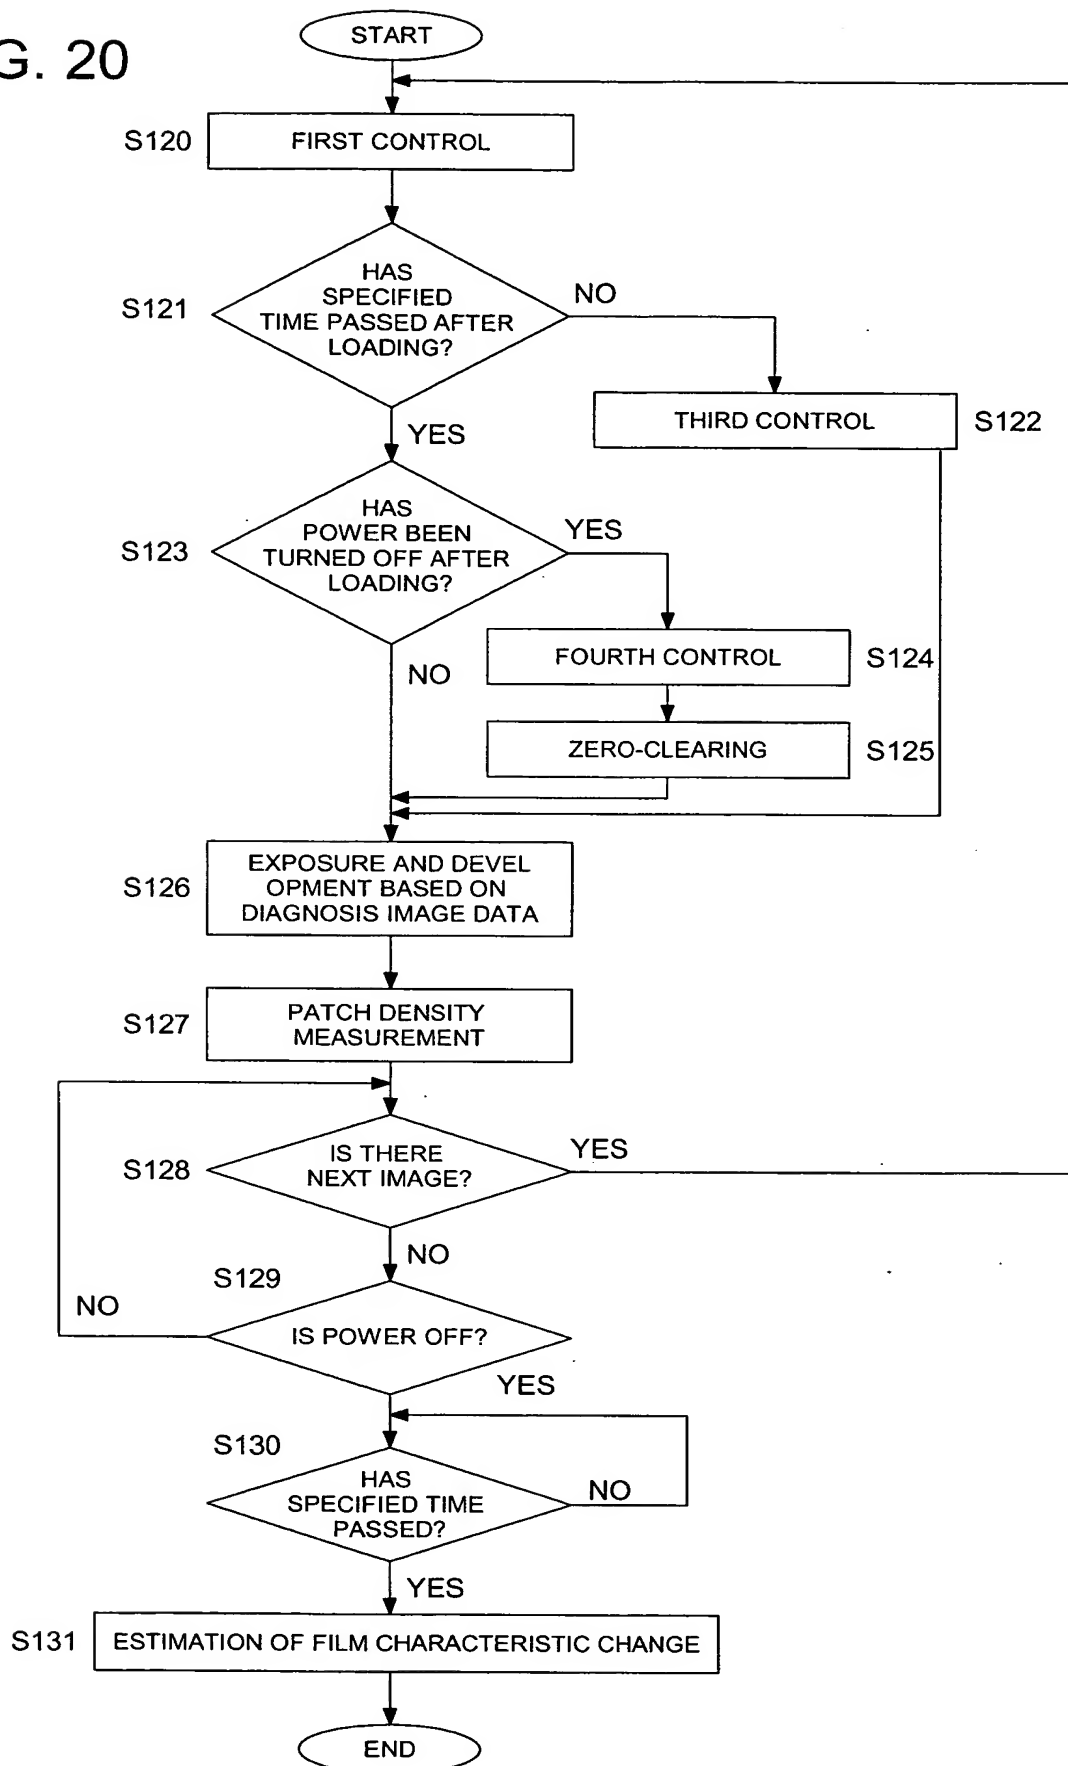 G. 20
START
S120
FIRST CONTROL
S121
HAS
SPECIFIED
TIME PASSED AFTER
LOADING?
NO
THIRD CONTROL
S122
YES
S123
HAS
POWER BEEN
TURNED OFF AFTER
LOADING?
YES
FOURTH CONTROL
S124
NO
ZERO-CLEARING
S125
S126
EXPOSURE AND DEVEL
OPMENT BASED ON
DIAGNOSIS IMAGE DATA
S127
PATCH DENSITY
MEASUREMENT
S128
IS THERE
NEXT IMAGE?
YES
NO
S129
NO
IS POWER OFF?
YES
S130
HAS
SPECIFIED TIME
PASSED?
NO
YES
S131
ESTIMATION OF FILM CHARACTERISTIC CHANGE
END